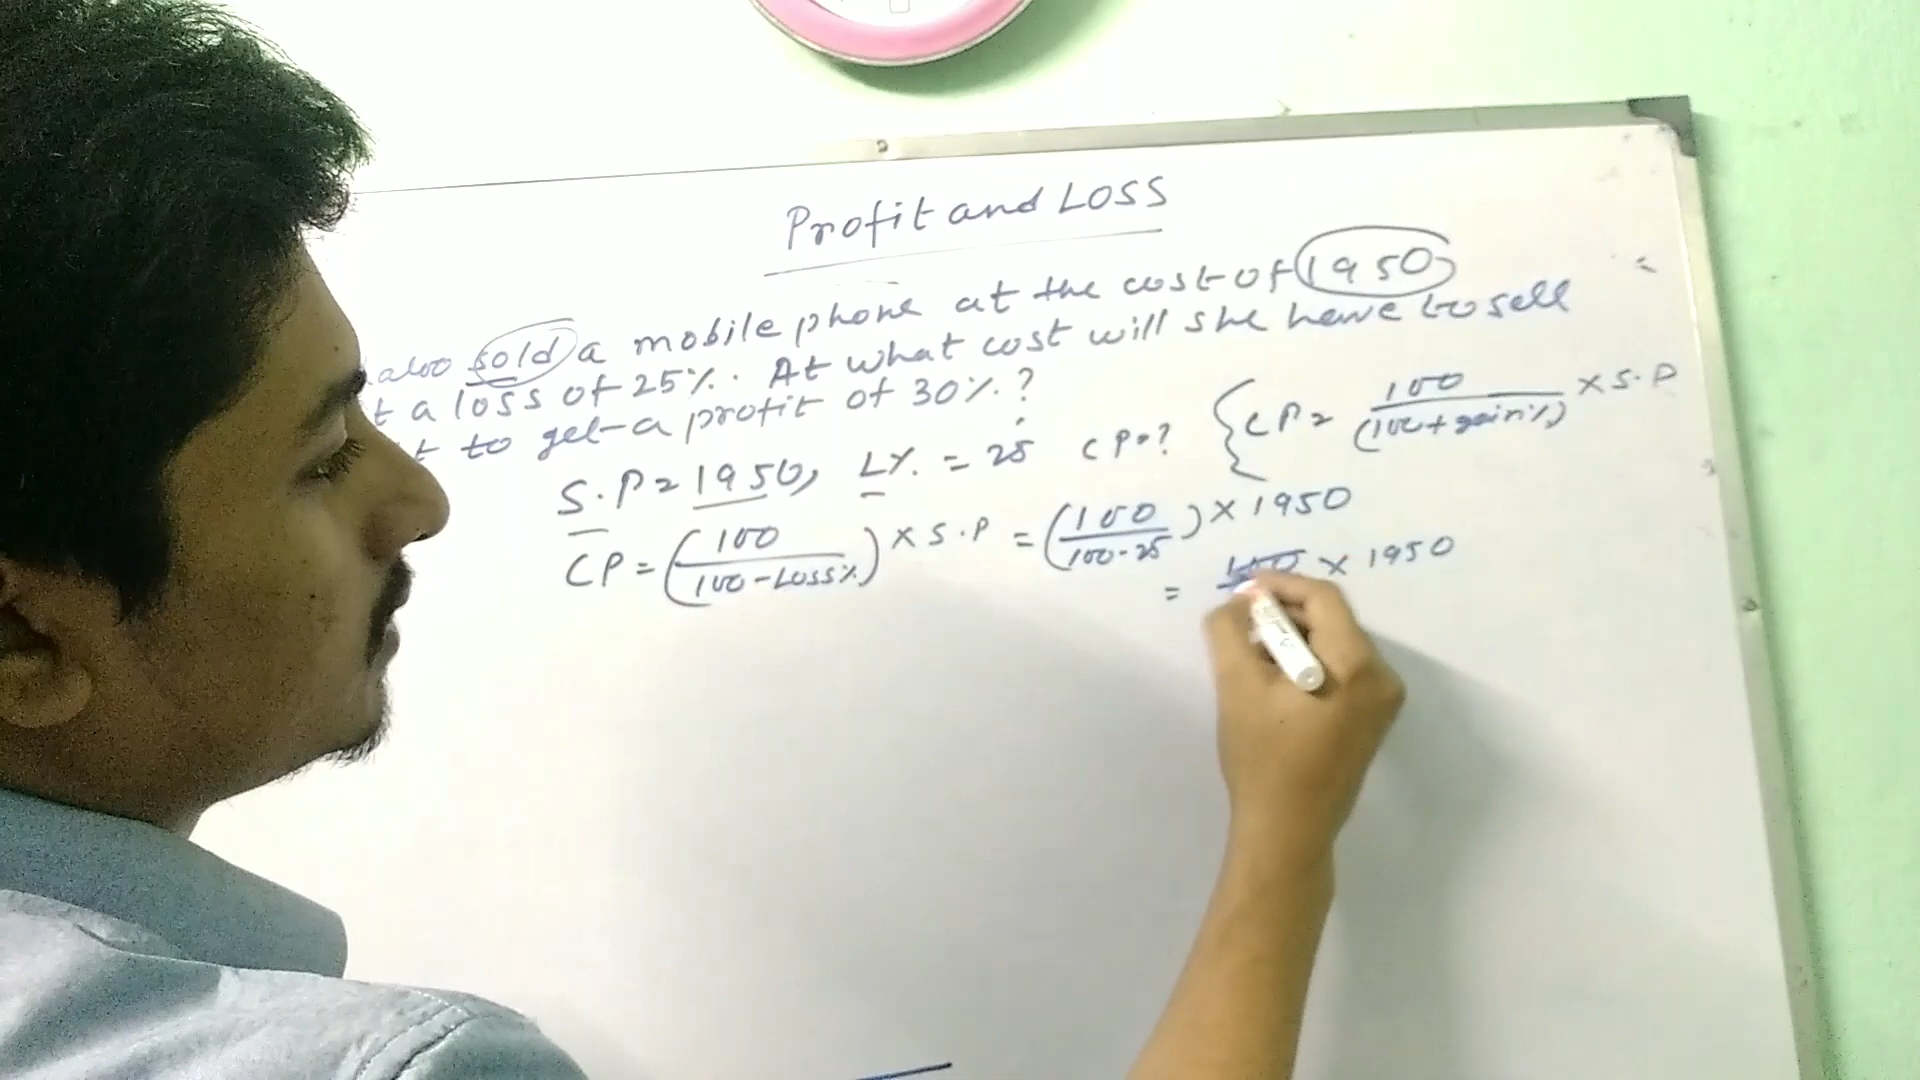 Profit and LOSS
sold a mobile phone at the cost of 1950
t a loss of 25%. At what cost will she have to sell
t to get a profit of 30%.?
S.P = 1950, L%. = 25 CP=? { CP = 100 / (100 + gain%) × S.P
CP = (100 / 100 - Loss%) × S.P = (100 / 100 - 25) × 1950
= 100 × 1950